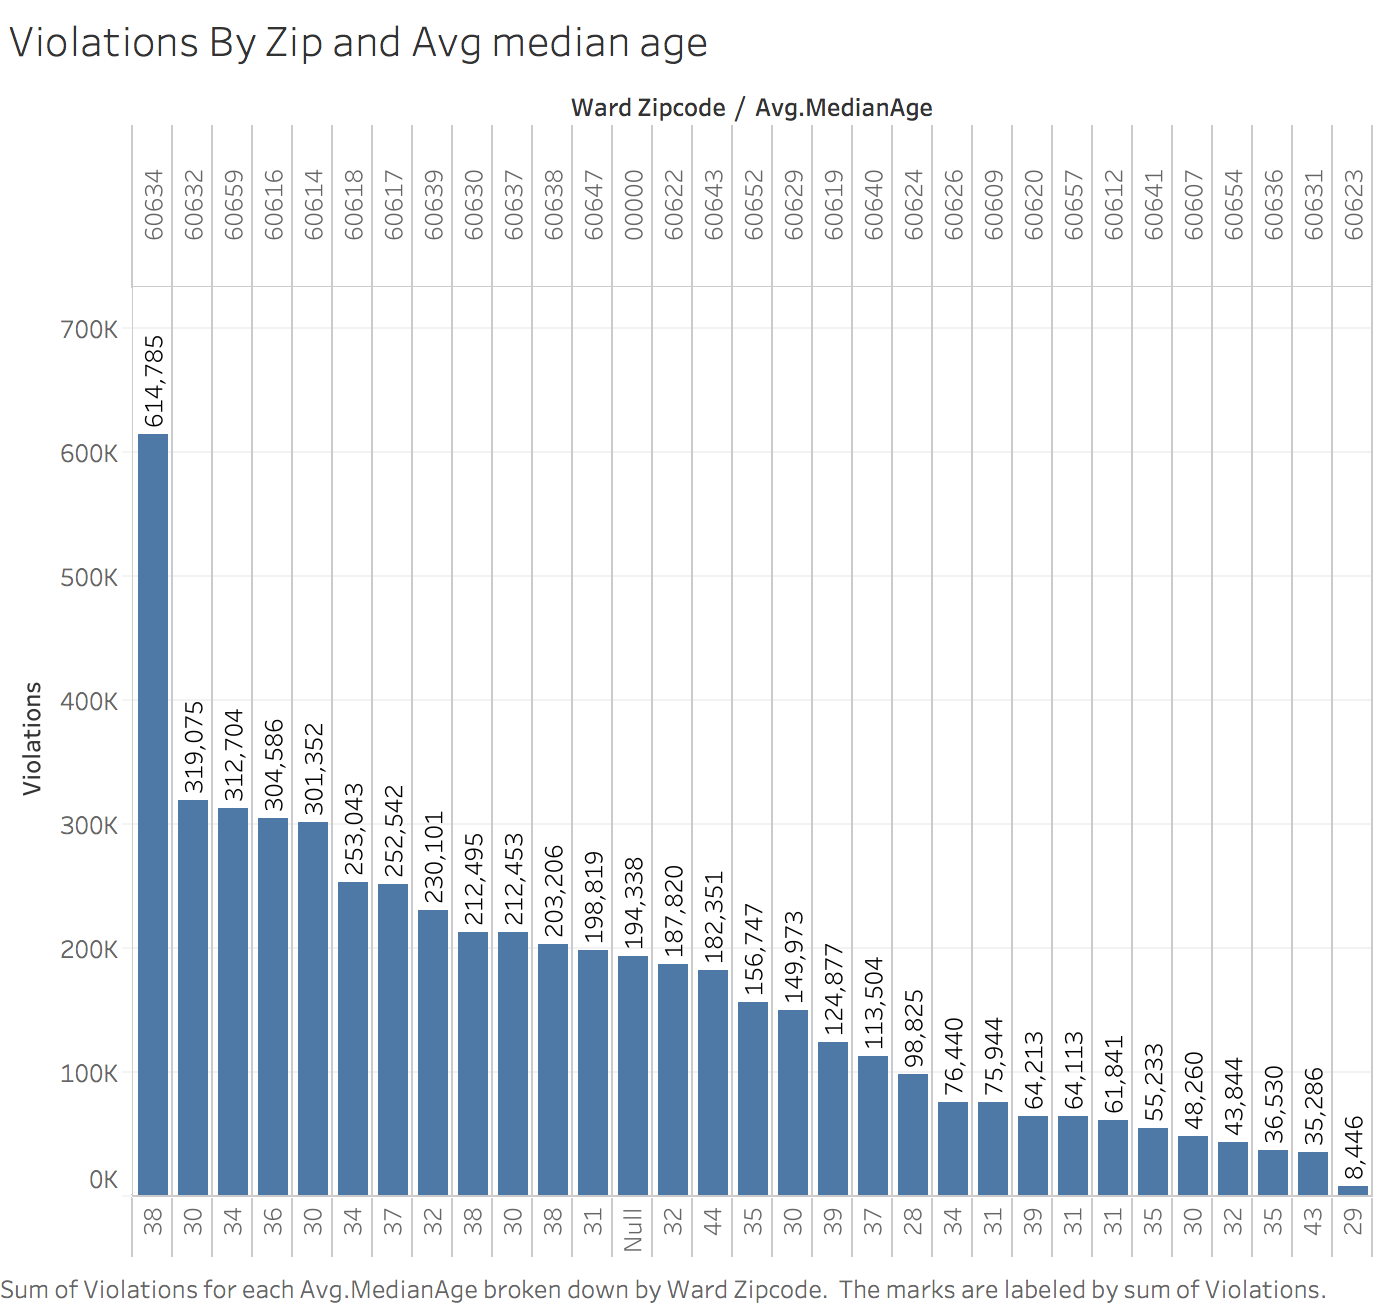 Violations By Zip and Avg median age
Ward Zipcode / Avg.MedianAge
60634 60632 60659 60616 60614 60618 60617 60639 60630 60637 60638 60647 00000 60622 60643 60652 60629 60619 60640 60624 60626 60609 60620 60657 60612 60641 60607 60654 60636 60631 60623
Violations
700K
600K
500K
400K
300K
200K
100K
0K
614,785 319,075 312,704 304,586 301,352 253,043 252,542 230,101 212,495 212,453 203,206 198,819 194,338 187,820 182,351 156,747 149,973 124,877 113,504 98,825 76,440 75,944 64,213 64,113 61,841 55,233 48,260 43,844 36,530 35,286 8,446
38 30 34 36 30 34 37 32 38 30 38 31 Null 32 44 35 30 39 37 28 34 31 39 31 31 35 30 32 35 43 29
Sum of Violations for each Avg.MedianAge broken down by Ward Zipcode. The marks are labeled by sum of Violations.